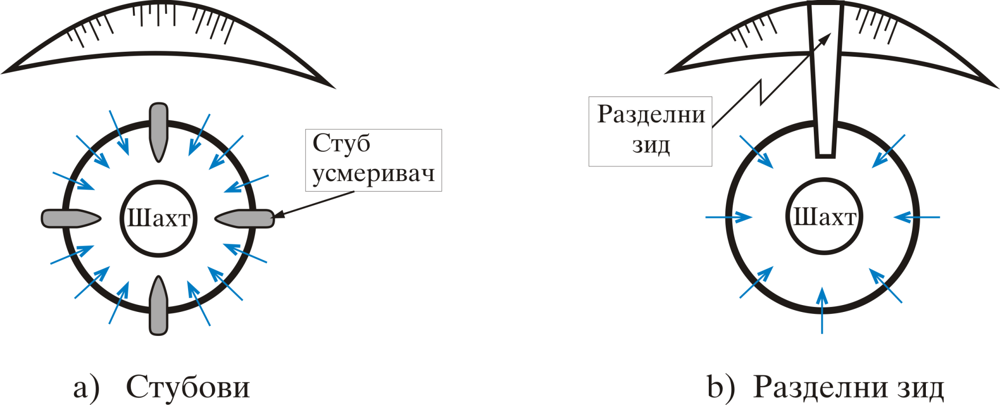 Стуб
усмеривач
Шахт
a) Стубови
Разделни
зид
Шахт
b) Разделни зид